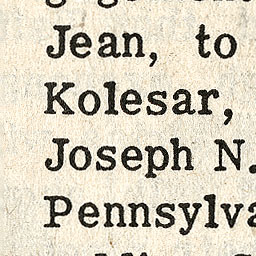 Jean, to
Kolesar,
Joseph N.
Pennsylva